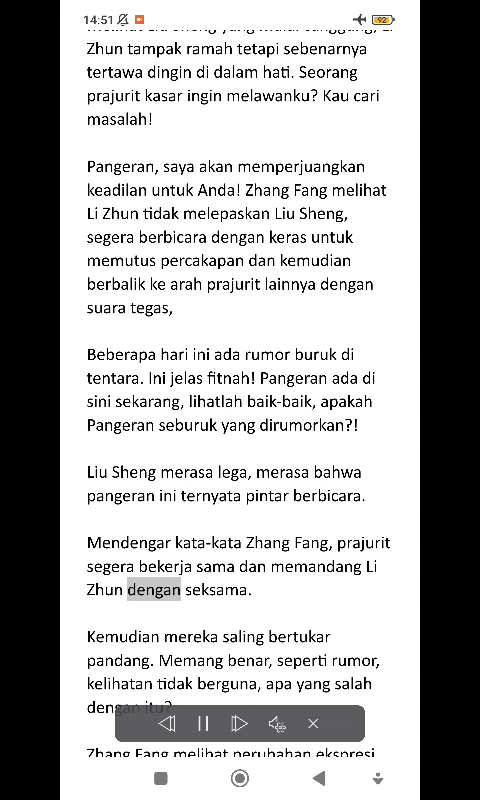 14:51
92
Zhun tampak ramah tetapi sebenarnya
tertawa dingin di dalam hati. Seorang
prajurit kasar ingin melawanku? Kau cari
masalah!
Pangeran, saya akan memperjuangkan
keadilan untuk Anda! Zhang Fang melihat
Li Zhun tidak melepaskan Liu Sheng,
segera berbicara dengan keras untuk
memutus percakapan dan kemudian
berbalik ke arah prajurit lainnya dengan
suara tegas,
Beberapa hari ini ada rumor buruk di
tentara. Ini jelas fitnah! Pangeran ada di
sini sekarang, lihatlah baik-baik, apakah
Pangeran seburuk yang dirumorkan?!
Liu Sheng merasa lega, merasa bahwa
pangeran ini ternyata pintar berbicara.
Mendengar kata-kata Zhang Fang, prajurit
segera bekerja sama dan memandang Li
Zhun dengan seksama.
Kemudian mereka saling bertukar
pandang. Memang benar, seperti rumor,
kelihatan tidak berguna, apa yang salah
dengan itu?
Zhang Fang melihat perubahan ekspresi